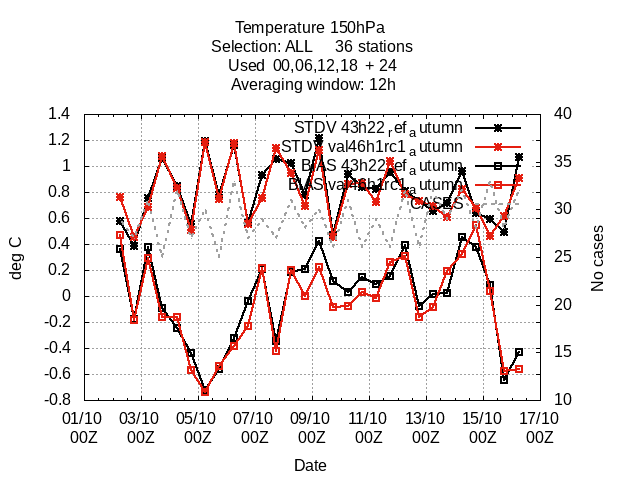 Temperature 150hPa
Selection: ALL 36 stations
Used 00,06,12,18 + 24
Averaging window: 12h
STDV 43h22_ref_autumn
STDV val46h1rc1_autumn
BIAS 43h22_ref_autumn
BIAS val46h1rc1_autumn
CASES
1.4
1.2
1
0.8
0.6
0.4
0.2
0
-0.2
-0.4
-0.6
-0.8
deg C
40
35
30
25
20
15
10
No cases
01/10 03/10 05/10 07/10 09/10 11/10 13/10 15/10 17/10
00Z 00Z 00Z 00Z 00Z 00Z 00Z 00Z 00Z
Date